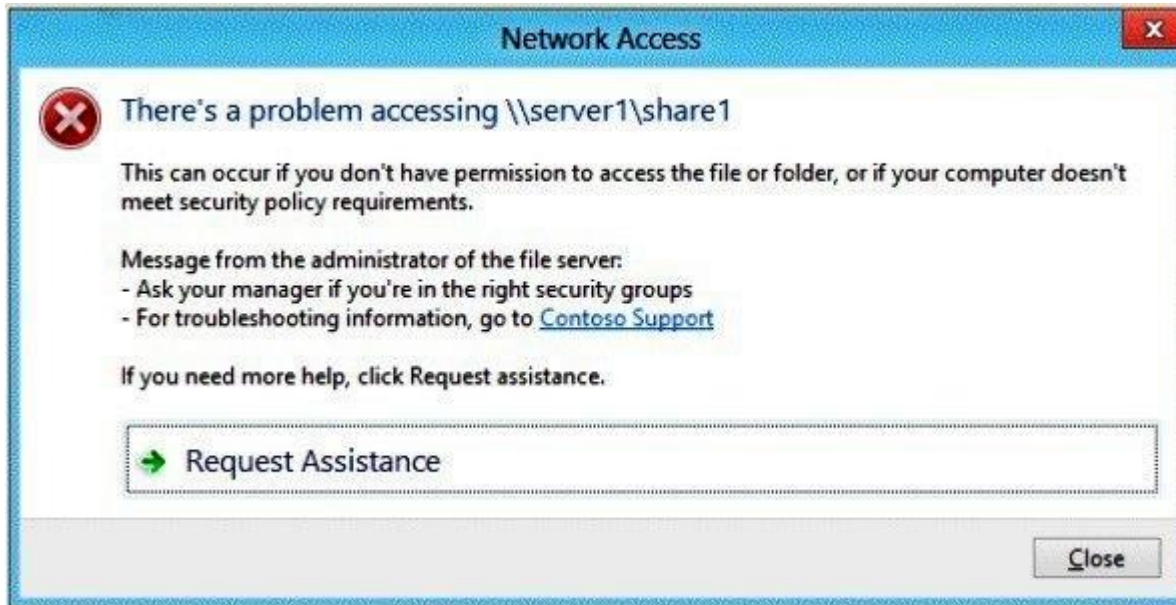 Network Access
x
There's a problem accessing \\server1\share1
This can occur if you don't have permission to access the file or folder, or if your computer doesn't
meet security policy requirements.
Message from the administrator of the file server:
- Ask your manager if you're in the right security groups
- For troubleshooting information, go to Contoso Support
If you need more help, click Request assistance.
Request Assistance
Close